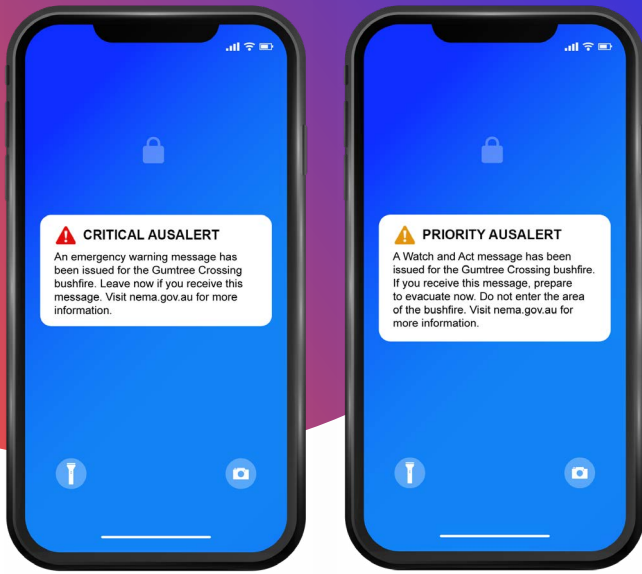 CRITICAL AUSALERT
An emergency warning message has
been issued for the Gumtree Crossing
bushfire. Leave now if you receive this
message. Visit nema.gov.au for more
information.
PRIORITY AUSALERT
A Watch and Act message has been
issued for the Gumtree Crossing bushfire.
If you receive this message, prepare
to evacuate now. Do not enter the area
of the bushfire. Visit nema.gov.au for
more information.